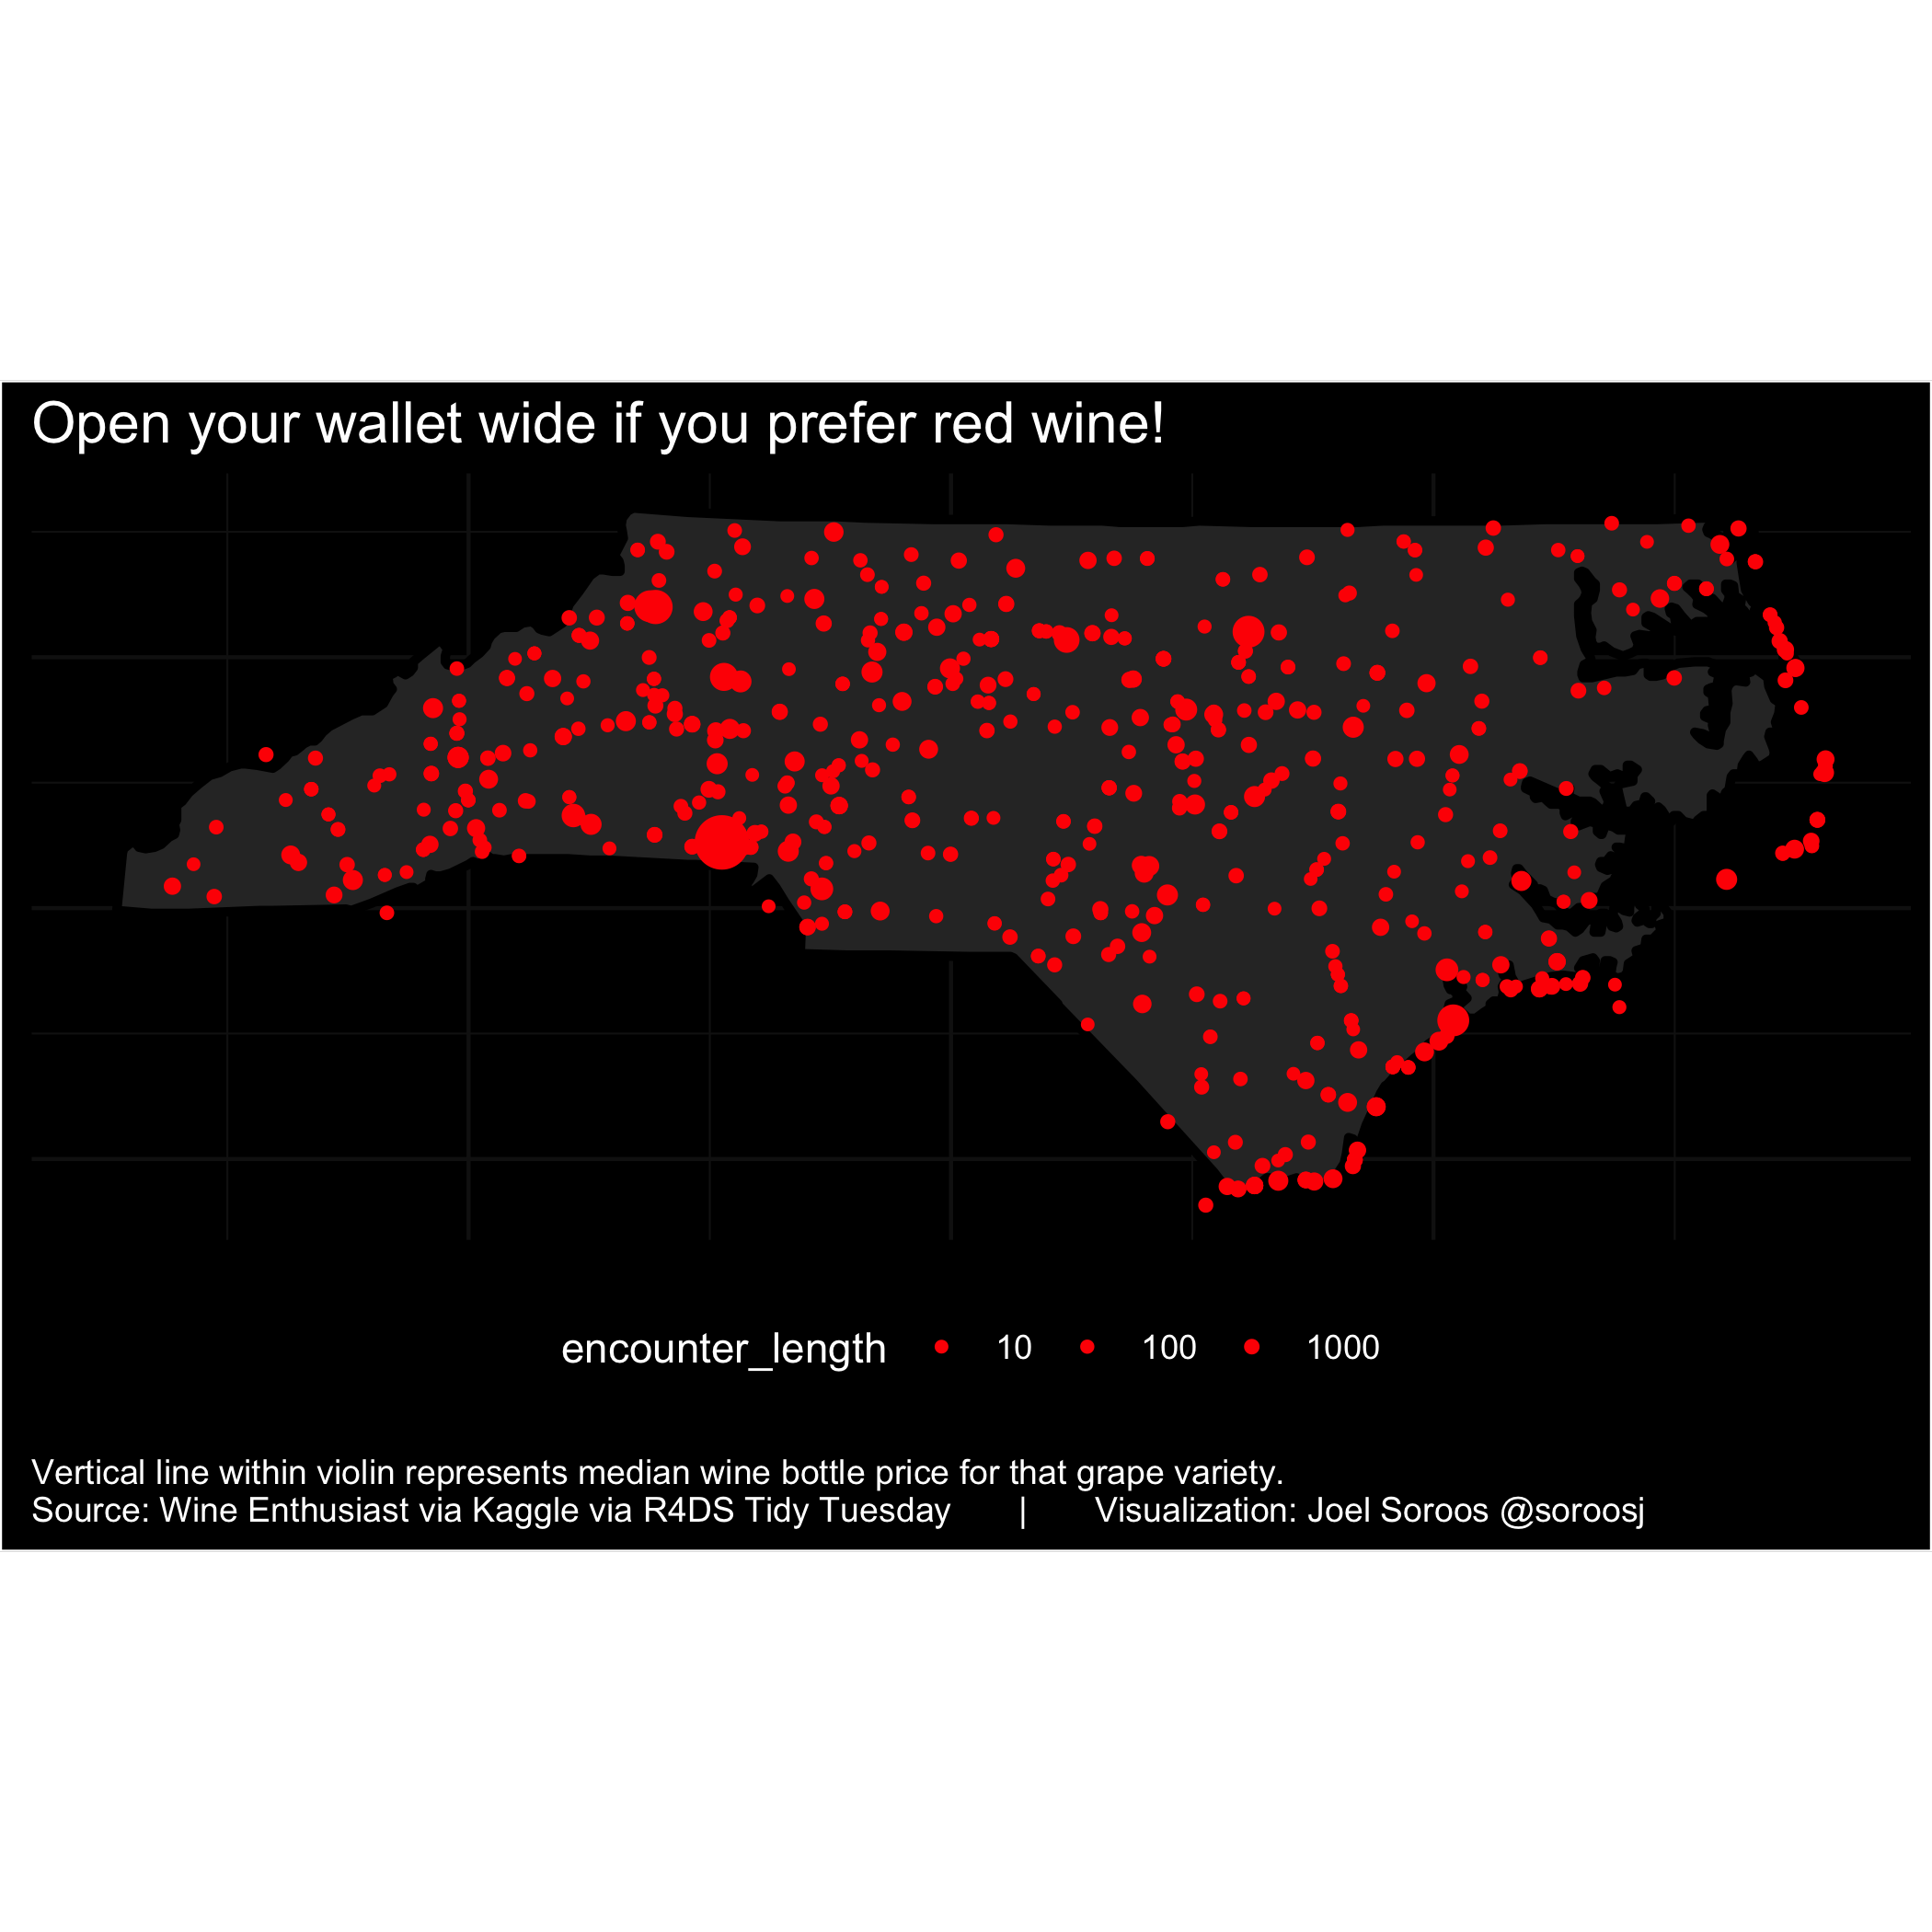 Open your wallet wide if you prefer red wine!
encounter_length 10 100 1000
Vertical line within violin represents median wine bottle price for that grape variety.
Source: Wine Enthusiast via Kaggle via R4DS Tidy Tuesday | Visualization: Joel Soroos @soroosj